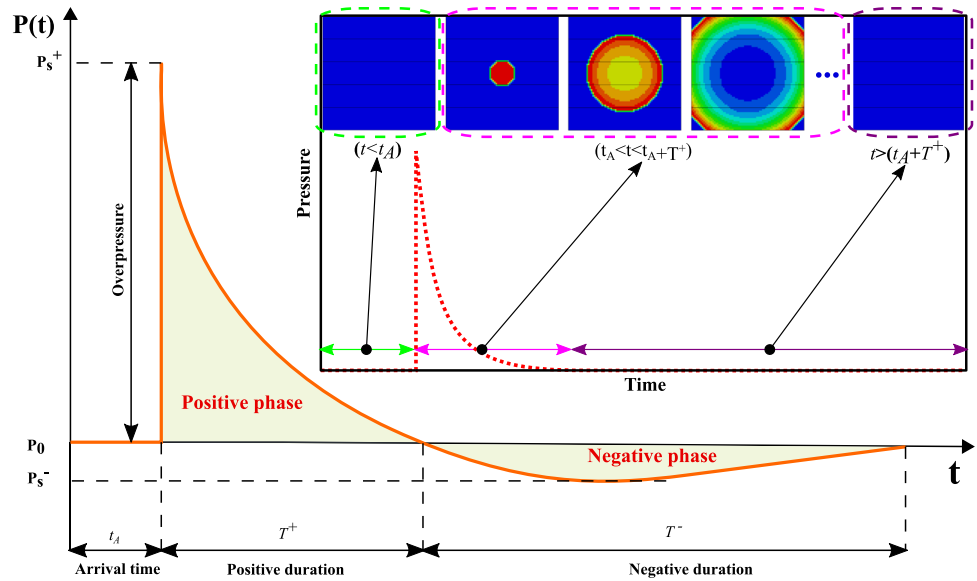 P(t)
Ps+
Overpressure
Positive phase
P0
Ps-
Negative phase
t
tA
T+
T-
Arrival time
Positive duration
Negative duration
...
(t<tA)
(tA<t<tA+T+)
t>(tA+T+)
Pressure
Time